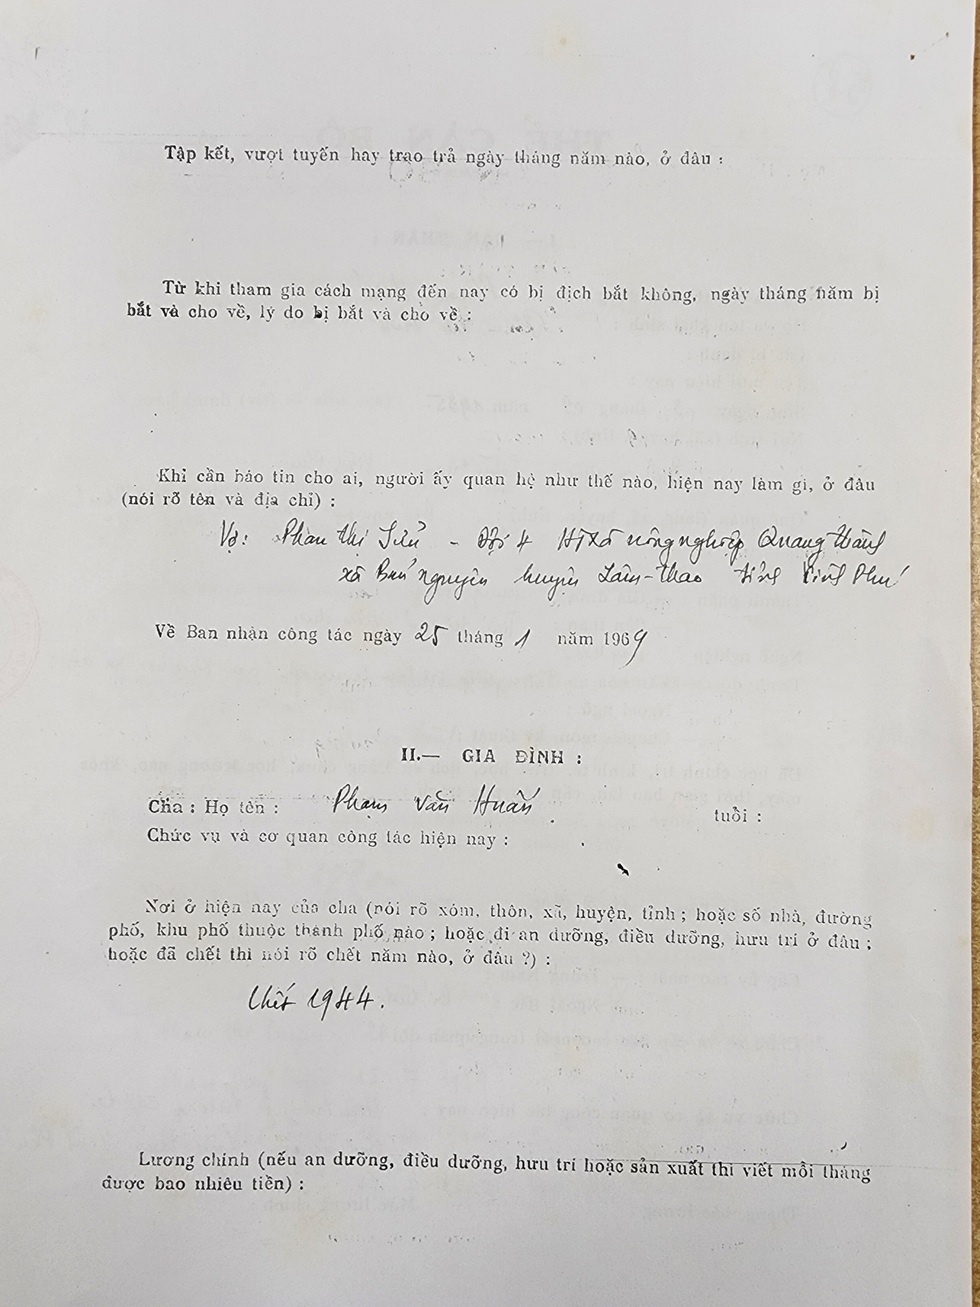 Tập kết, vượt tuyến hay trao trả ngày tháng năm nào, ở đâu :
Từ khi tham gia cách mạng đến nay có bị địch bắt không, ngày tháng năm bị
bắt và cho về, lý do bị bắt và cho về :
Khi cần báo tin cho ai, người ấy quan hệ như thế nào, hiện nay làm gì, ở đâu
(nói rõ tên và địa chỉ) :
Vợ: Phan Thị - Đội 4 HTXã nông nghiệp Quang Thành
xã Bản nguyên huyện Lâm-Thao tỉnh Vĩnh Phú
Về Ban nhận công tác ngày 25 tháng 1 năm 1969
II.— GIA ĐÌNH :
Cha : Họ tên : Phạm Văn Huấn tuổi :
Chức vụ và cơ quan công tác hiện nay :
Nơi ở hiện nay của cha (nói rõ xóm, thôn, xã, huyện, tỉnh ; hoặc số nhà, đường
phố, khu phố thuộc thành phố nào ; hoặc đi an dưỡng, điều dưỡng, hưu trí ở đâu ;
hoặc đã chết thì nói rõ chết năm nào, ở đâu ?) :
Chết 1944.
Lương chính (nếu an dưỡng, điều dưỡng, hưu trí hoặc sản xuất thì viết mỗi tháng
được bao nhiêu tiền) :